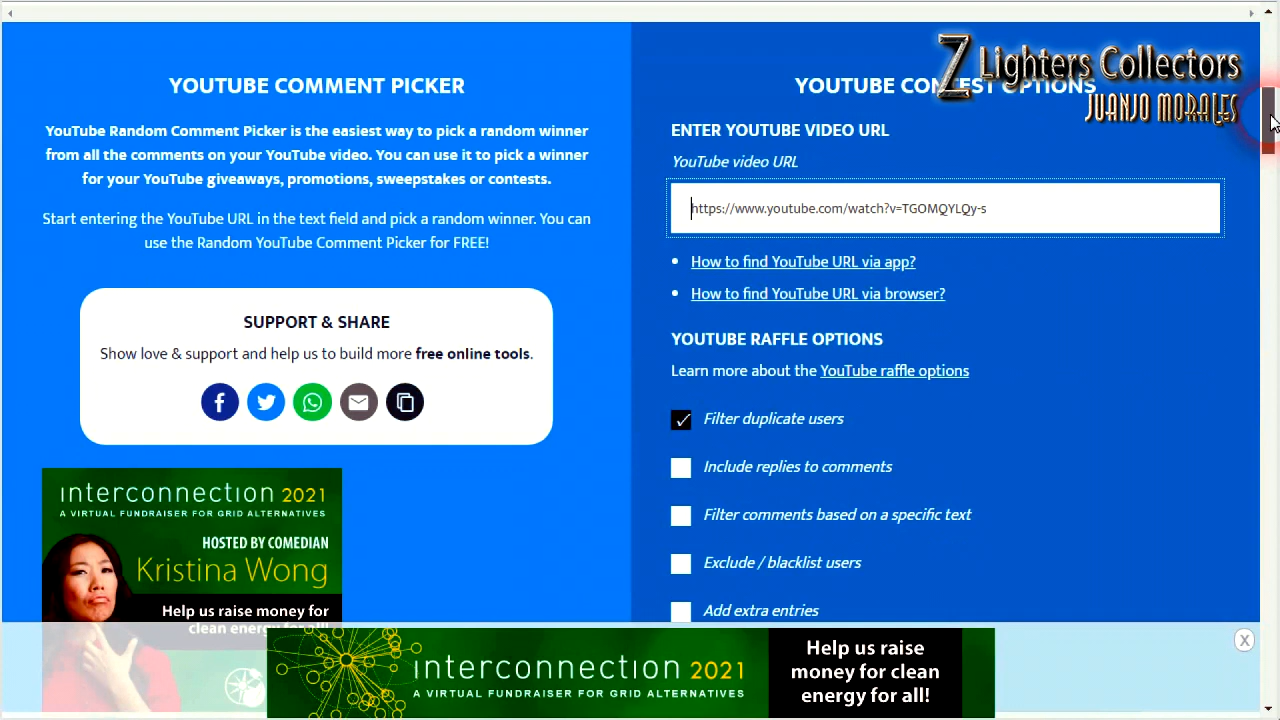 YOUTUBE COMMENT PICKER
YouTube Random Comment Picker is the easiest way to pick a random winner
from all the comments on your YouTube video. You can use it to pick a winner
for your YouTube giveaways, promotions, sweepstakes or contests.
Start entering the YouTube URL in the text field and pick a random winner. You can
use the Random YouTube Comment Picker for FREE!
SUPPORT & SHARE
Show love & support and help us to build more free online tools.
interconnection 2021
A VIRTUAL FUNDRAISER FOR GRID ALTERNATIVES
HOSTED BY COMEDIAN
Kristina Wong
Help us raise money for
clean energy for all!
Z Lighters Collectors
JUANJO MORALES
YOUTUBE CONTEST OPTIONS
ENTER YOUTUBE VIDEO URL
YouTube video URL
https://www.youtube.com/watch?v=TGOMQYLQy-s
How to find YouTube URL via app?
How to find YouTube URL via browser?
YOUTUBE RAFFLE OPTIONS
Learn more about the YouTube raffle options
Filter duplicate users
Include replies to comments
Filter comments based on a specific text
Exclude / blacklist users
Add extra entries
X
interconnection 2021
A VIRTUAL FUNDRAISER FOR GRID ALTERNATIVES
Help us raise
money for clean
energy for all!